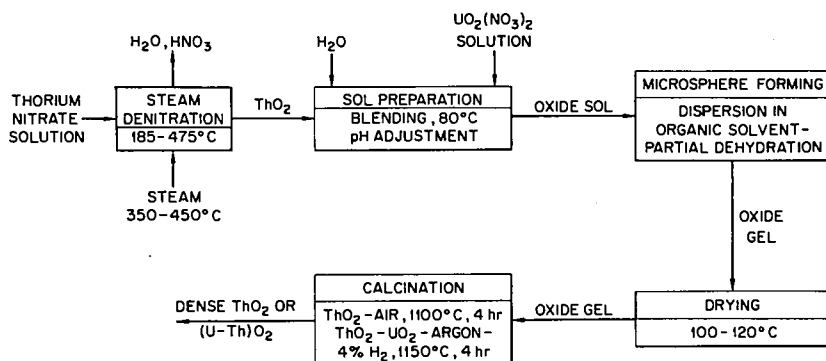 H₂O, HNO₃
THORIUM
NITRATE
SOLUTION
STEAM
DENITRATION
185-475°C
STEAM
350-450°C
ThO₂
H₂O
UO₂(NO₃)₂
SOLUTION
SOL PREPARATION
BLENDING, 80°C
pH ADJUSTMENT
OXIDE SOL
MICROSPHERE FORMING
DISPERSION IN
ORGANIC SOLVENT-
PARTIAL DEHYDRATION
OXIDE
GEL
DRYING
100-120°C
OXIDE GEL
CALCINATION
ThO₂-AIR, 1100°C, 4 hr
ThO₂-UO₂-ARGON-
4% H₂, 1150°C, 4 hr
DENSE ThO₂ OR
(U-Th)O₂